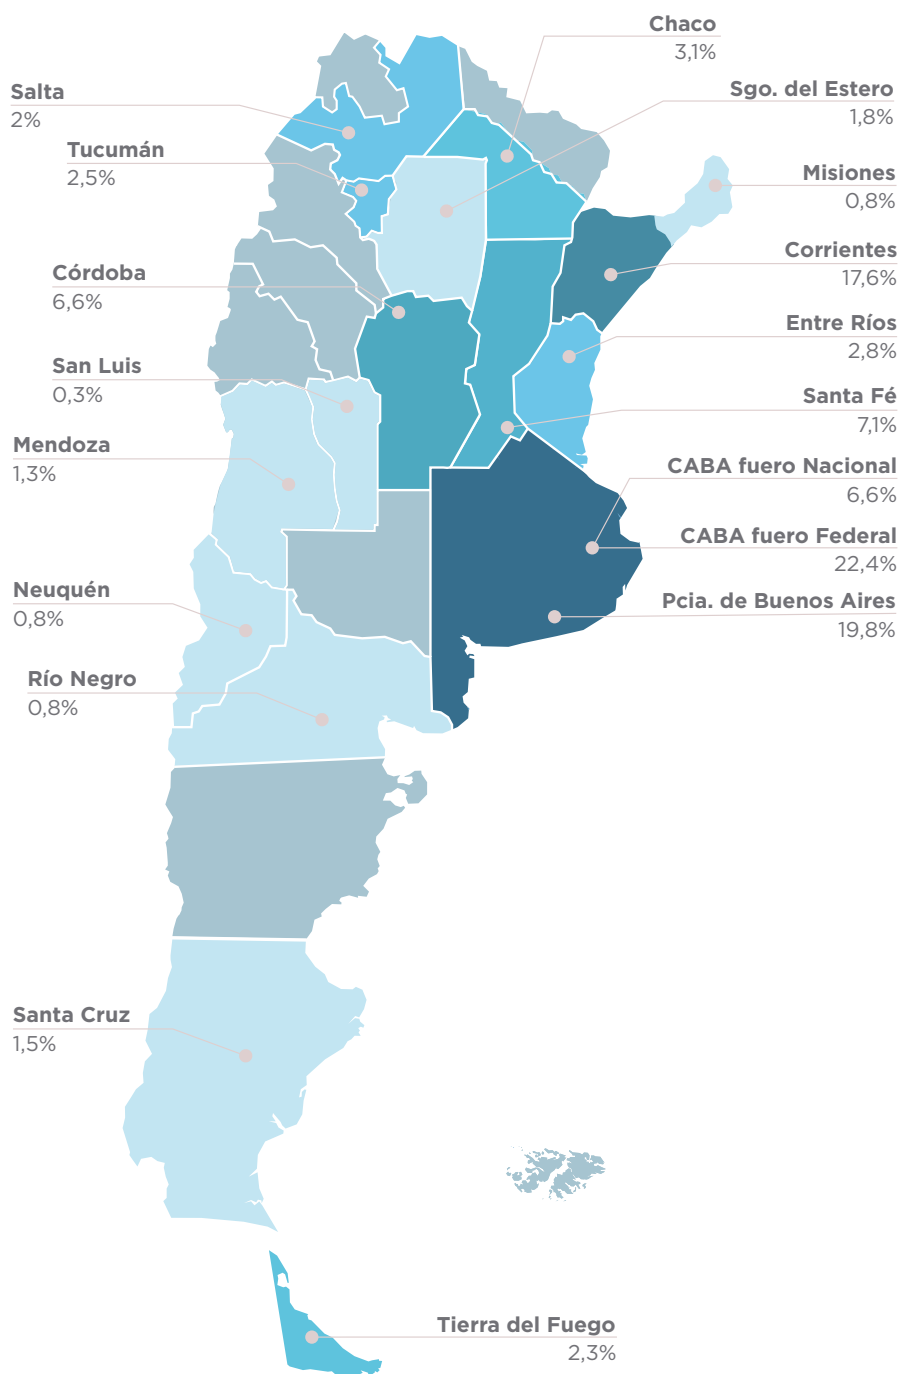 Chaco
3,1%
Salta
2%
Sgo. del Estero
1,8%
Tucumán
2,5%
Misiones
0,8%
Corrientes
17,6%
Córdoba
6,6%
Entre Ríos
2,8%
San Luis
0,3%
Santa Fé
7,1%
Mendoza
1,3%
CABA fuero Nacional
6,6%
CABA fuero Federal
22,4%
Neuquén
0,8%
Pcia. de Buenos Aires
19,8%
Río Negro
0,8%
Santa Cruz
1,5%
Tierra del Fuego
2,3%